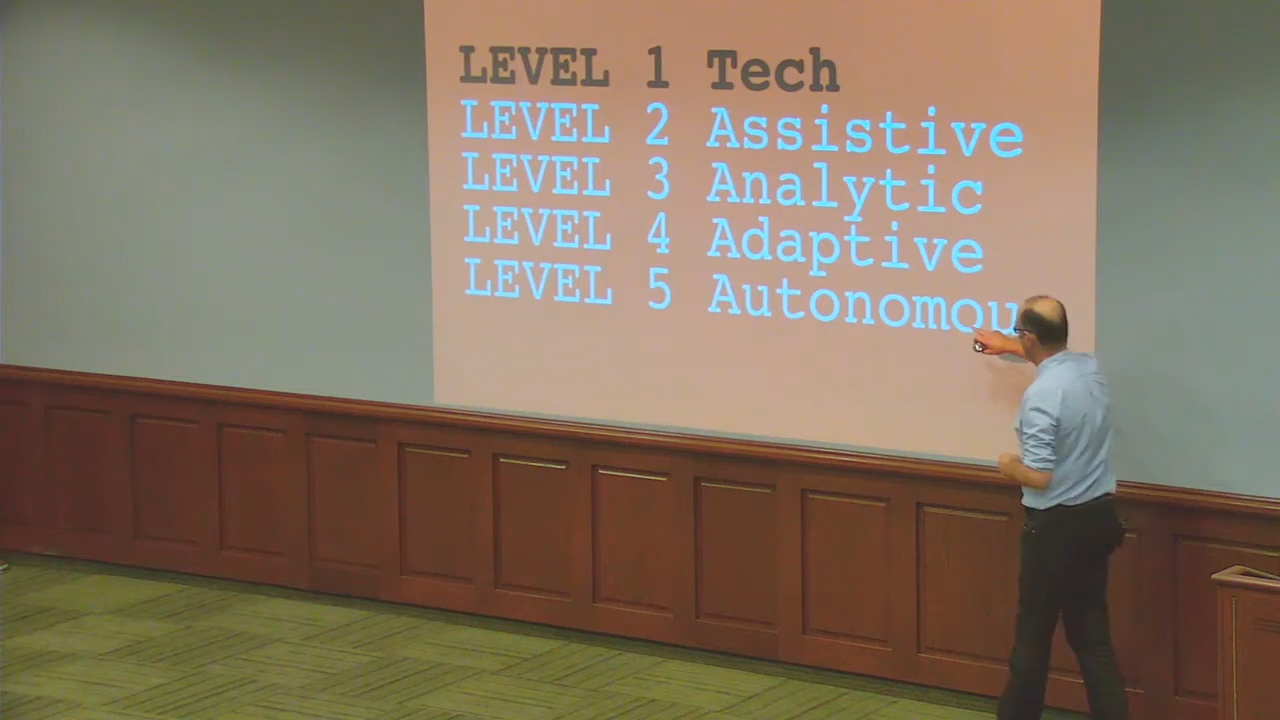 LEVEL 1 Tech
LEVEL 2 Assistive
LEVEL 3 Analytic
LEVEL 4 Adaptive
LEVEL 5 Autonomou